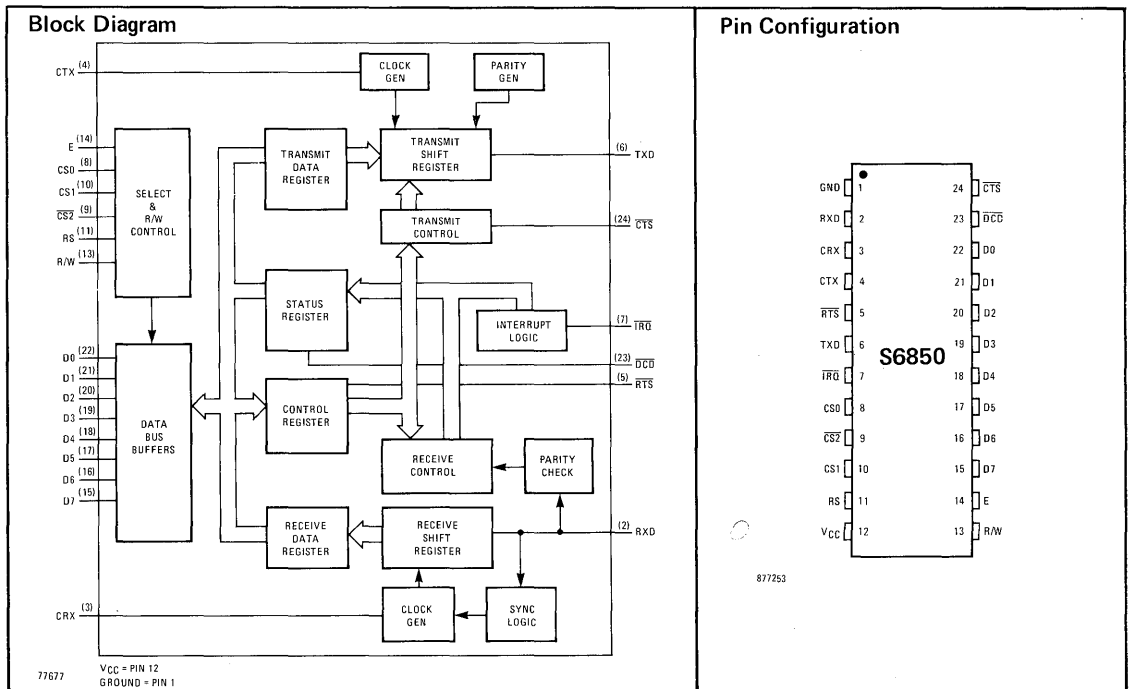 Block Diagram
CTX (4)
CLOCK
GEN
PARITY
GEN
E (14)
CS0 (8)
CS1 (10)
CS2 (9)
RS (11)
R/W (13)
SELECT
&
R/W
CONTROL
TRANSMIT
DATA
REGISTER
TRANSMIT
SHIFT
REGISTER
(6) TXD
TRANSMIT
CONTROL
(24) CTS
STATUS
REGISTER
INTERRUPT
LOGIC
(7) IRQ
(23) DCD
(5) RTS
D0 (22)
D1 (21)
D2 (20)
D3 (19)
D4 (18)
D5 (17)
D6 (16)
D7 (15)
DATA
BUS
BUFFERS
CONTROL
REGISTER
RECEIVE
CONTROL
PARITY
CHECK
RECEIVE
DATA
REGISTER
RECEIVE
SHIFT
REGISTER
(2) RXD
CRX (3)
CLOCK
GEN
SYNC
LOGIC
77677
VCC = PIN 12
GROUND = PIN 1
Pin Configuration
GND 1 24 CTS
RXD 2 23 DCD
CRX 3 22 D0
CTX 4 21 D1
RTS 5 20 D2
TXD 6 19 D3
S6850
IRQ 7 18 D4
CS0 8 17 D5
CS2 9 16 D6
CS1 10 15 D7
RS 11 14 E
VCC 12 13 R/W
877253